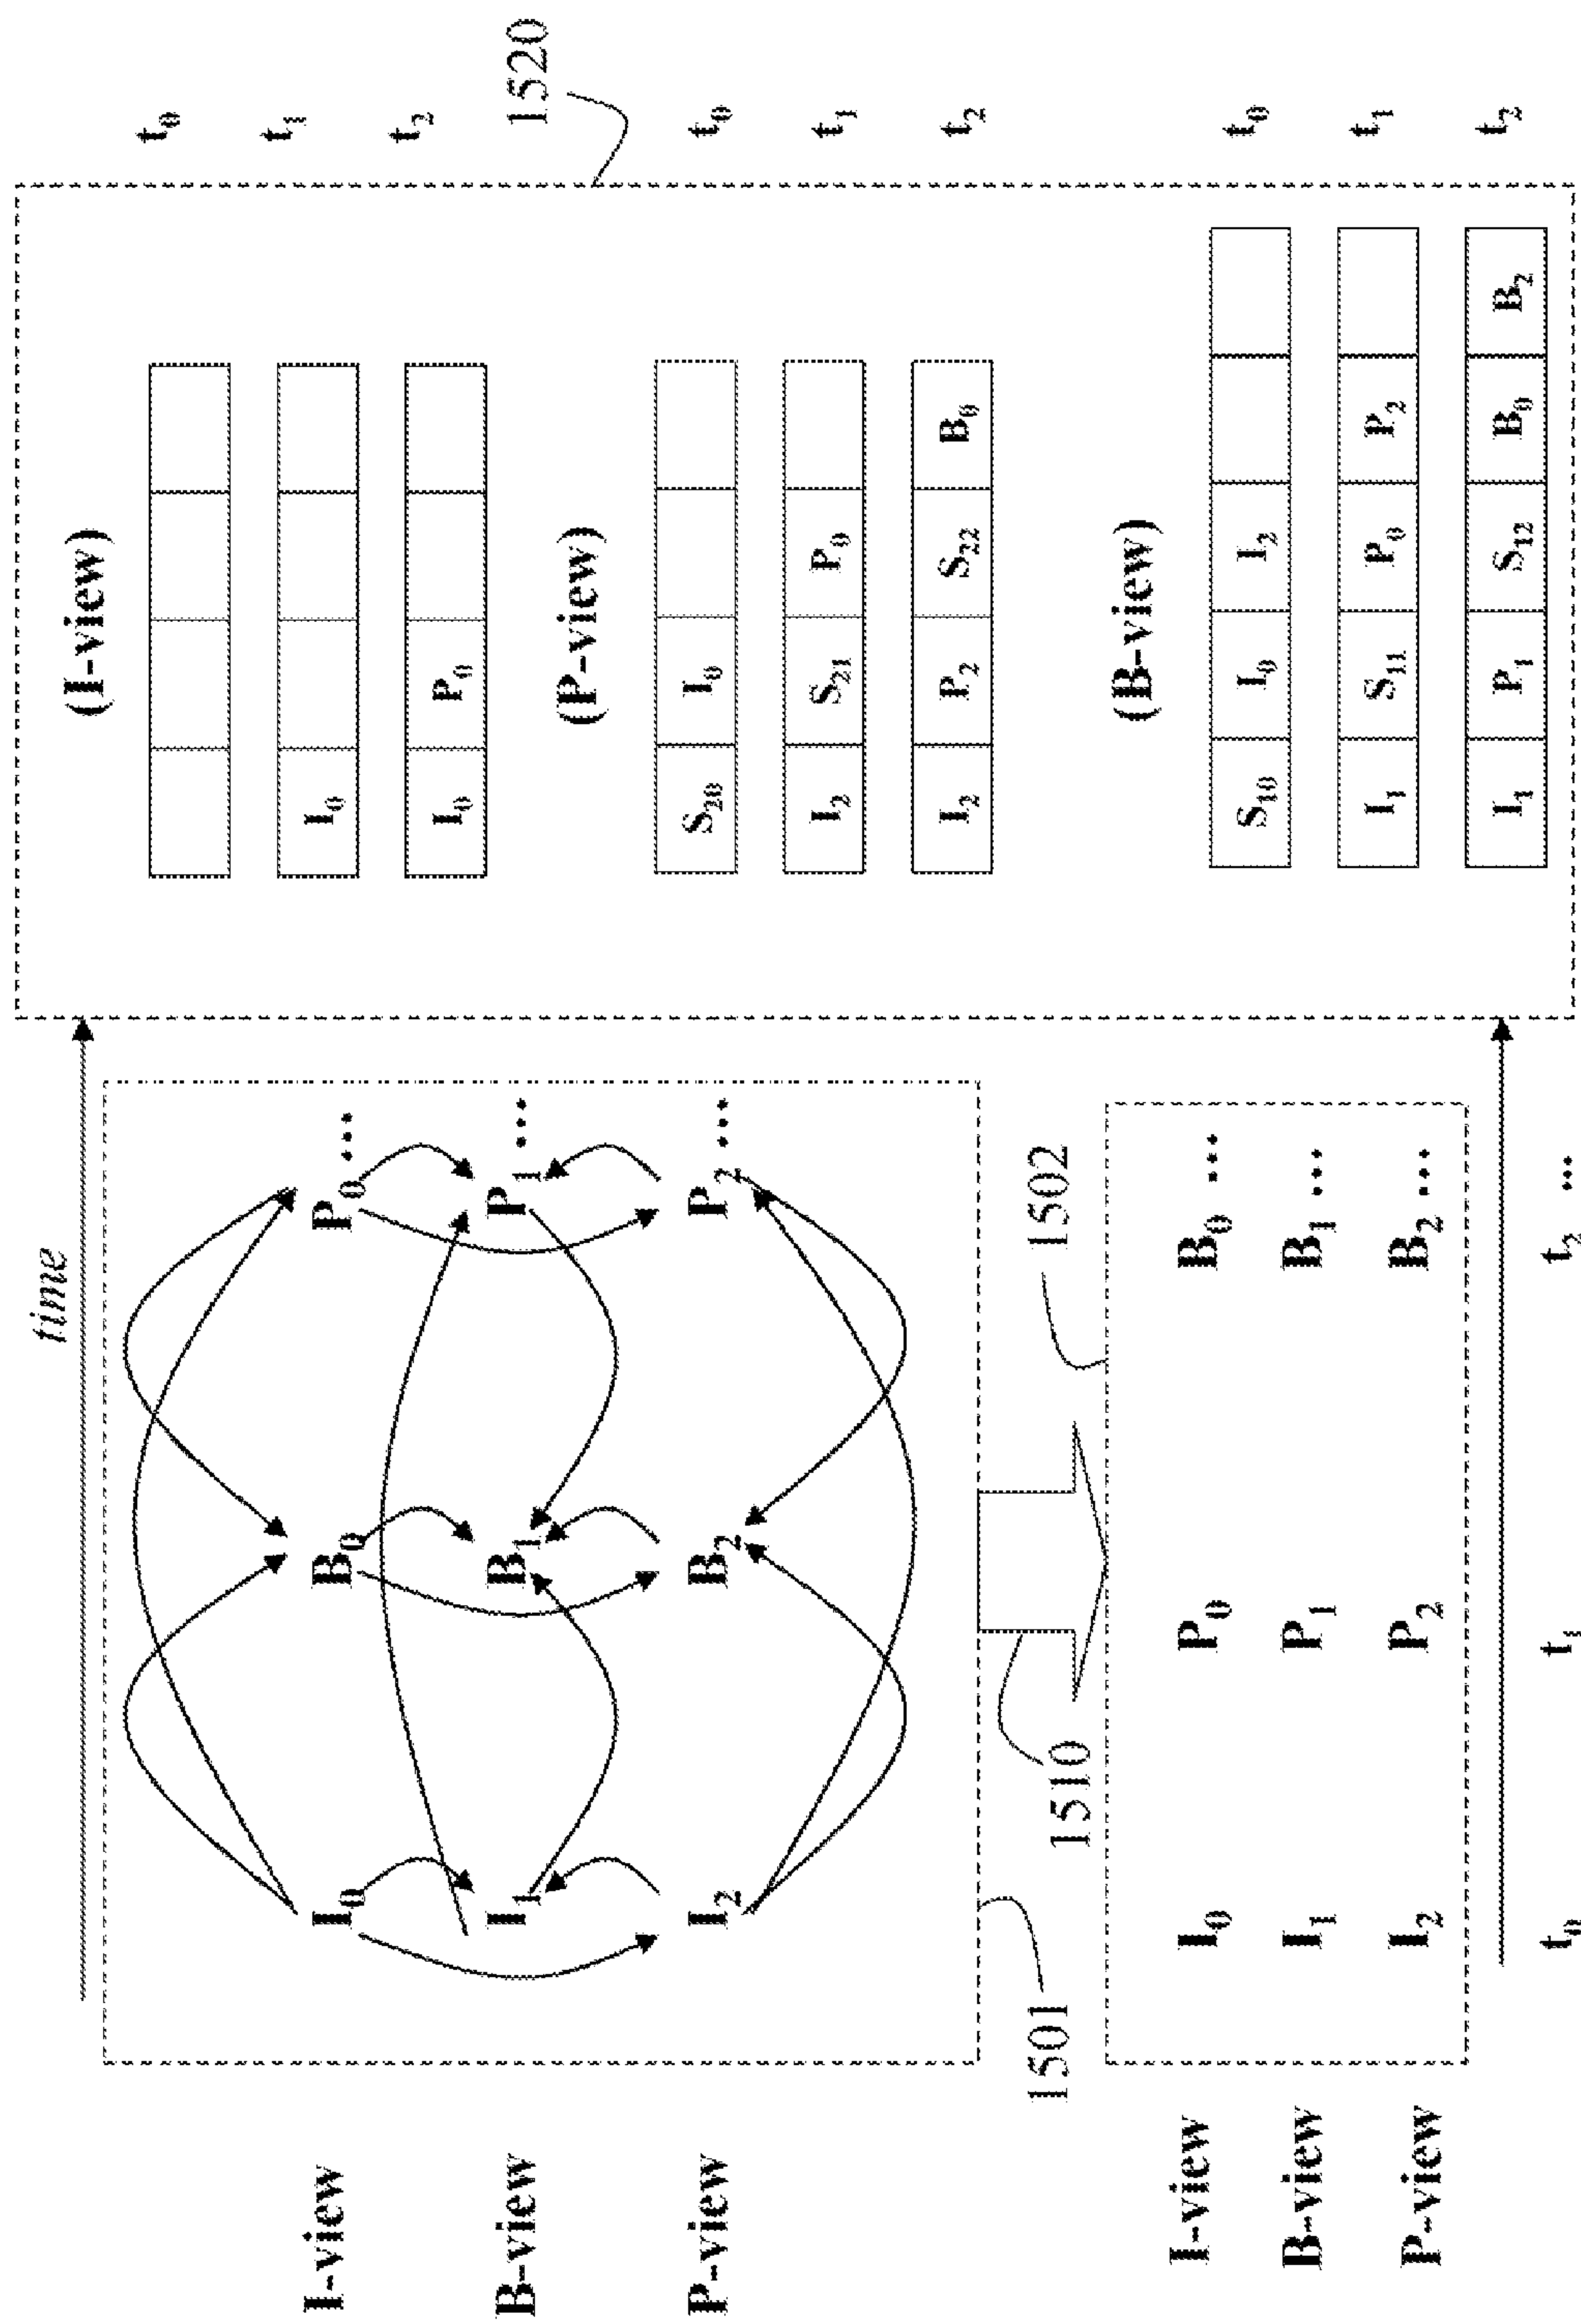 time
I-view
I₀ B₀ P₀ ...
B-view
I₁ B₁ P₁ ...
P-view
I₂ B₂ P₂ ...
1501
1510
1502
I-view
I₀ P₀ B₀ ...
B-view
I₁ P₁ B₁ ...
P-view
I₂ P₂ B₂ ...
t₀ t₁ t₂ ...
(I-view)
t₀
I₀ t₁
I₀ P₀ t₂
1520
(P-view)
S₂₀ I₀ t₀
I₂ S₂₁ P₀ t₁
I₂ P₂ S₂₂ B₀ t₂
(B-view)
S₁₀ I₀ I₂ t₀
I₁ S₁₁ P₀ P₂ t₁
I₁ P₁ S₁₂ B₀ B₂ t₂